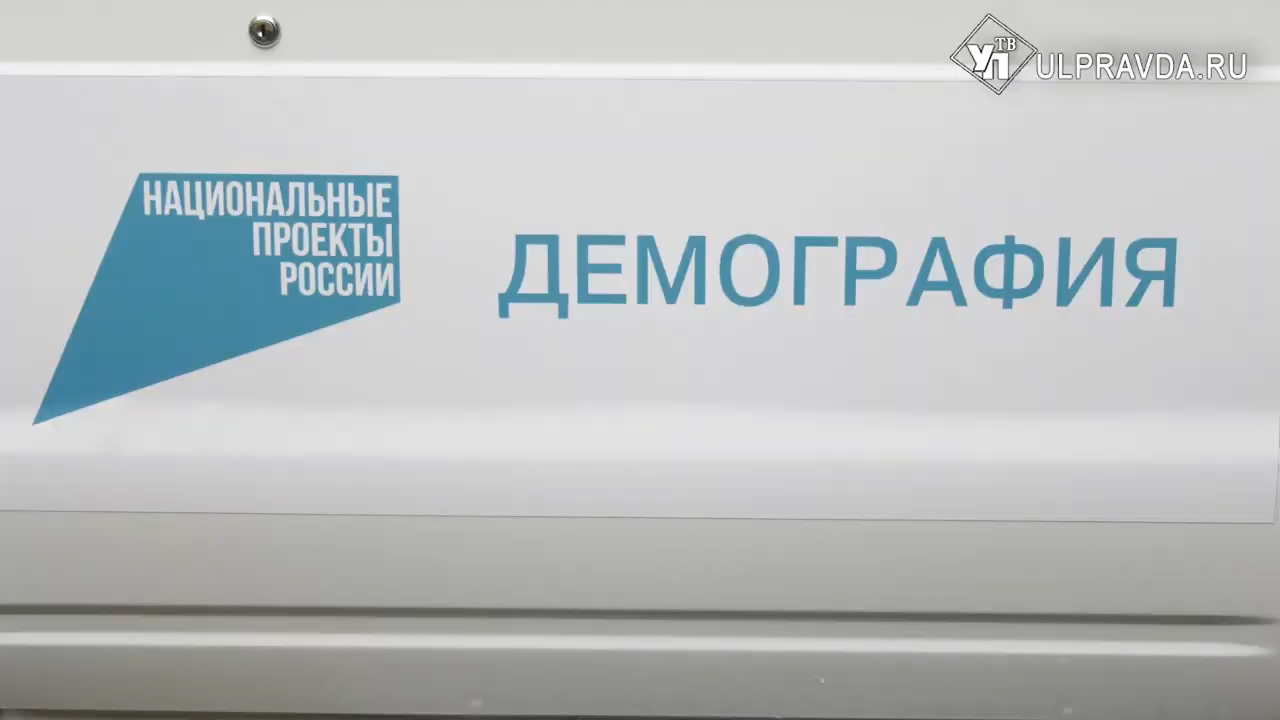 УП ТВ
ULPRAVDA.RU
НАЦИОНАЛЬНЫЕ
ПРОЕКТЫ
РОССИИ
ДЕМОГРАФИЯ